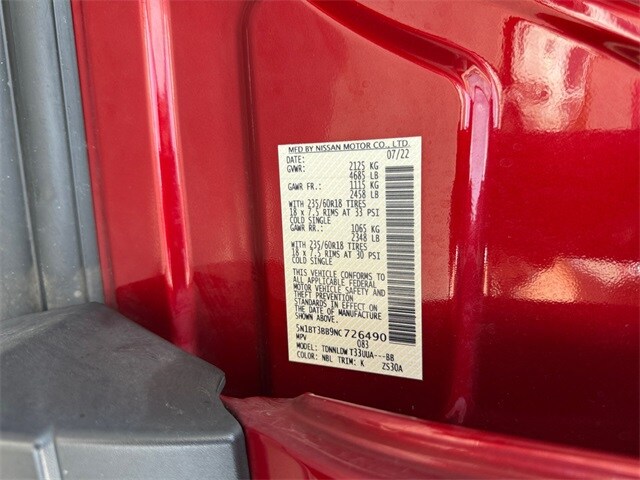 MFD BY NISSAN MOTOR CO., LTD.
DATE: 07/22
GVWR: 2125 KG
4685 LB
GAWR FR.: 1115 KG
2458 LB
WITH 235/60R18 TIRES
18 x 7.5 RIMS AT 33 PSI
COLD SINGLE
GAWR RR.: 1065 KG
2348 LB
WITH 235/60R18 TIRES
18 x 7.5 RIMS AT 30 PSI
COLD SINGLE
THIS VEHICLE CONFORMS TO
ALL APPLICABLE FEDERAL
MOTOR VEHICLE SAFETY AND
THEFT PREVENTION
STANDARDS IN EFFECT ON
THE DATE OF MANUFACTURE
SHOWN ABOVE.
5N1BT3BB9NC726490
MPV 083
MODEL: TDNNLDW T33UUA---BB
COLOR: NBL TRIM: K ZS30A